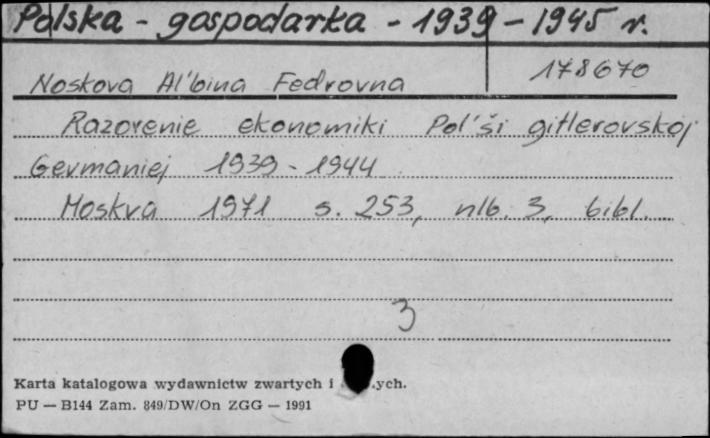 Polska - gospodarka - 1939 - 1945 r.
Noskova Al'bina Fedrovna 178670
Razorenie ekonomiki Pol'ši gitlerovskoj
Germaniej 1939 - 1944
Moskva 1971 s. 253, nlb. 3, bibl.
3
Karta katalogowa wydawnictw zwartych i ych.
PU — B144 Zam. 849/DW/On ZGG — 1991